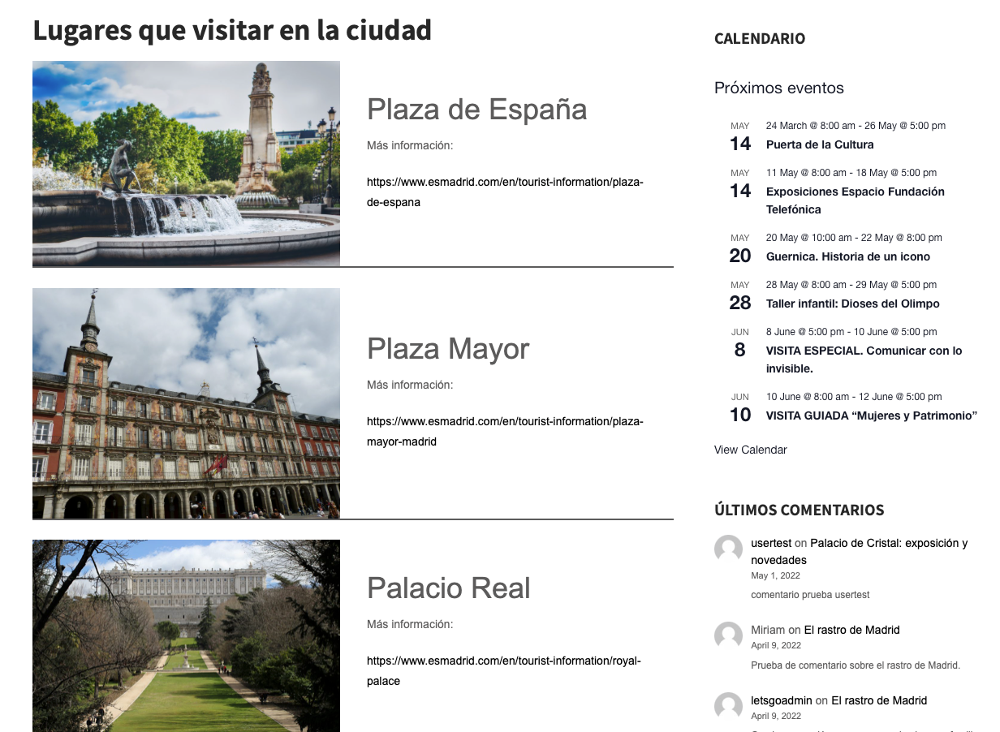 Lugares que visitar en la ciudad
Plaza de España
Más información:
https://www.esmadrid.com/en/tourist-information/plaza-
de-espana
Plaza Mayor
Más información:
https://www.esmadrid.com/en/tourist-information/plaza-
mayor-madrid
Palacio Real
Más información:
https://www.esmadrid.com/en/tourist-information/royal-
palace
CALENDARIO
Próximos eventos
MAY
14
24 March @ 8:00 am - 26 May @ 5:00 pm
Puerta de la Cultura
MAY
14
11 May @ 8:00 am - 18 May @ 5:00 pm
Exposiciones Espacio Fundación
Telefónica
MAY
20
20 May @ 10:00 am - 22 May @ 8:00 pm
Guernica. Historia de un icono
MAY
28
28 May @ 8:00 am - 29 May @ 5:00 pm
Taller infantil: Dioses del Olimpo
JUN
8
8 June @ 5:00 pm - 10 June @ 5:00 pm
VISITA ESPECIAL. Comunicar con lo
invisible.
JUN
10
10 June @ 8:00 am - 12 June @ 5:00 pm
VISITA GUIADA “Mujeres y Patrimonio”
View Calendar
ÚLTIMOS COMENTARIOS
usertest on Palacio de Cristal: exposición y
novedades
May 1, 2022
comentario prueba usertest
Miriam on El rastro de Madrid
April 9, 2022
Prueba de comentario sobre el rastro de Madrid.
letsgoadmin on El rastro de Madrid
April 9, 2022